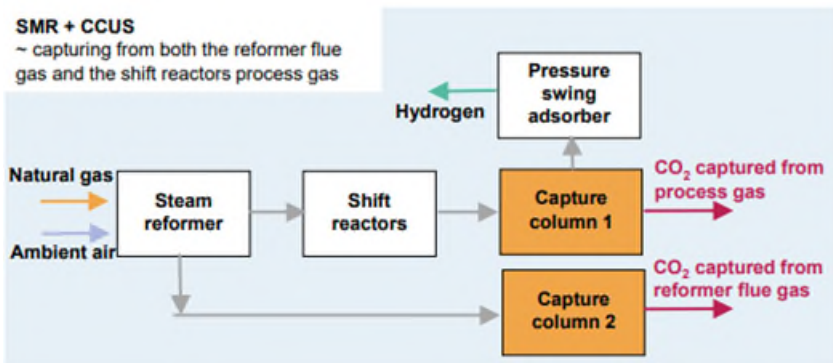 SMR + CCUS
~ capturing from both the reformer flue
gas and the shift reactors process gas
Pressure
swing
adsorber
Hydrogen
Natural gas
Ambient air
Steam
reformer
Shift
reactors
Capture
column 1
CO₂ captured from
process gas
Capture
column 2
CO₂ captured from
reformer flue gas